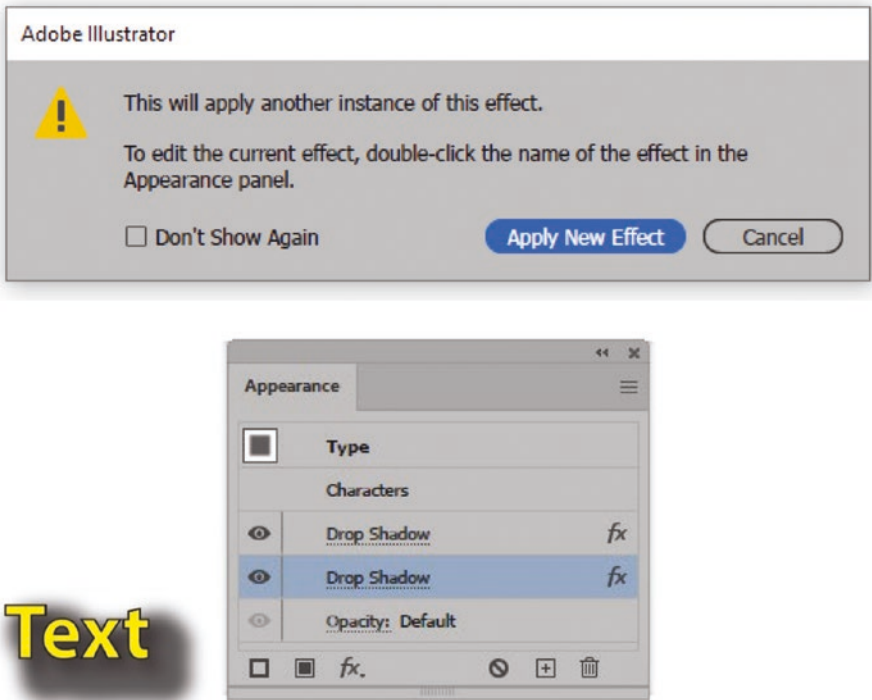 Adobe Illustrator
This will apply another instance of this effect.
To edit the current effect, double-click the name of the effect in the
Appearance panel.
Don't Show Again
Apply New Effect
Cancel
Appearance
Type
Characters
Drop Shadow fx
Drop Shadow fx
Opacity: Default
fx.
Text